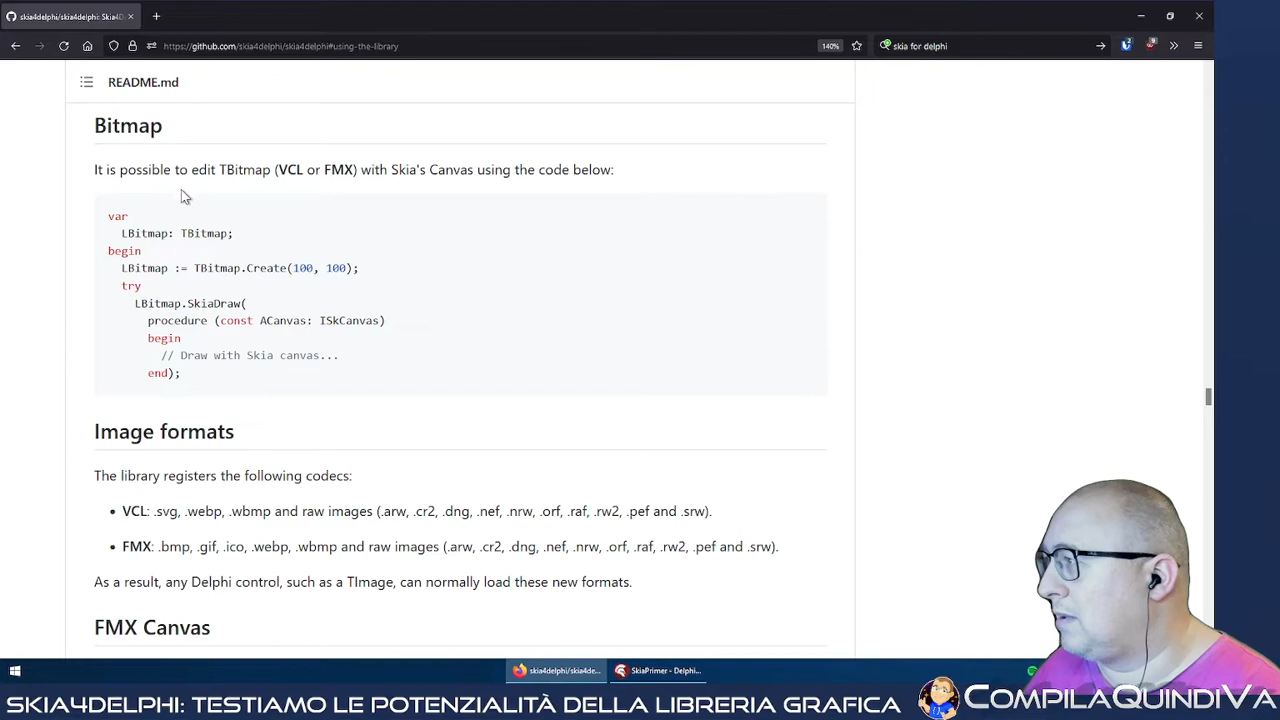 skia4delphi/skia4delphi: Skia4D
https://github.com/skia4delphi/skia4delphi#using-the-library
140%
skia for delphi
README.md
Bitmap
It is possible to edit TBitmap (VCL or FMX) with Skia's Canvas using the code below:
var
LBitmap: TBitmap;
begin
LBitmap := TBitmap.Create(100, 100);
try
LBitmap.SkiaDraw(
procedure (const ACanvas: ISkCanvas)
begin
// Draw with Skia canvas...
end);
Image formats
The library registers the following codecs:
• VCL: .svg, .webp, .wbmp and raw images (.arw, .cr2, .dng, .nef, .nrw, .orf, .raf, .rw2, .pef and .srw).
• FMX: .bmp, .gif, .ico, .webp, .wbmp and raw images (.arw, .cr2, .dng, .nef, .nrw, .orf, .raf, .rw2, .pef and .srw).
As a result, any Delphi control, such as a TImage, can normally load these new formats.
FMX Canvas
skia4delphi/skia4de...
SkiaPrimer - Delphi...
SKIA4DELPHI: TESTIAMO LE POTENZIALITÀ DELLA LIBRERIA GRAFICA
COMPILAQUINDIVA